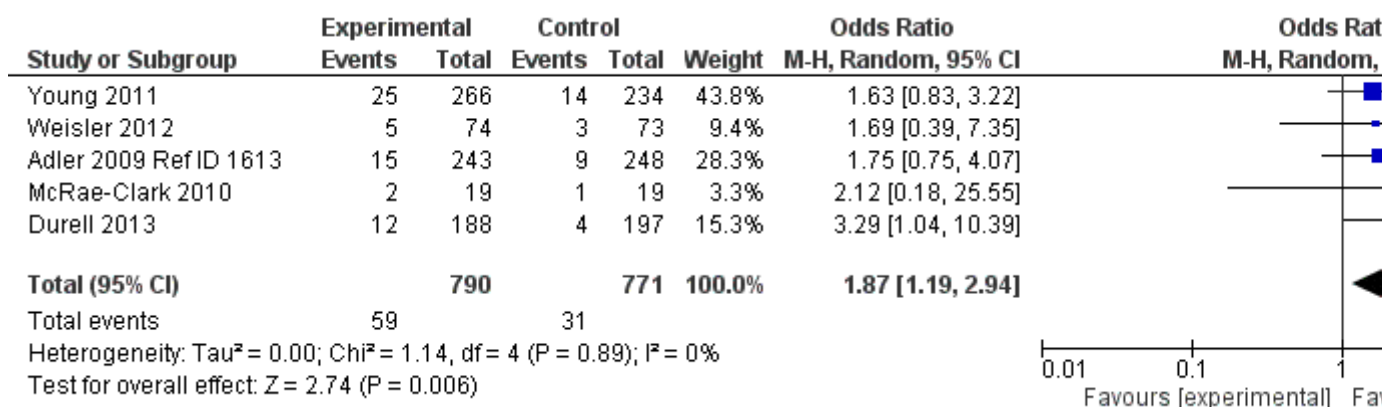 Experimental Control Odds Ratio Odds Rat
Study or Subgroup Events Total Events Total Weight M-H, Random, 95% CI M-H, Random,
Young 2011 25 266 14 234 43.8% 1.63 [0.83, 3.22]
Weisler 2012 5 74 3 73 9.4% 1.69 [0.39, 7.35]
Adler 2009 Ref ID 1613 15 243 9 248 28.3% 1.75 [0.75, 4.07]
McRae-Clark 2010 2 19 1 19 3.3% 2.12 [0.18, 25.55]
Durell 2013 12 188 4 197 15.3% 3.29 [1.04, 10.39]
Total (95% CI) 790 771 100.0% 1.87 [1.19, 2.94]
Total events 59 31
Heterogeneity: Tau² = 0.00; Chi² = 1.14, df = 4 (P = 0.89); I² = 0%
Test for overall effect: Z = 2.74 (P = 0.006)
0.01 0.1 1
Favours [experimental] Fav